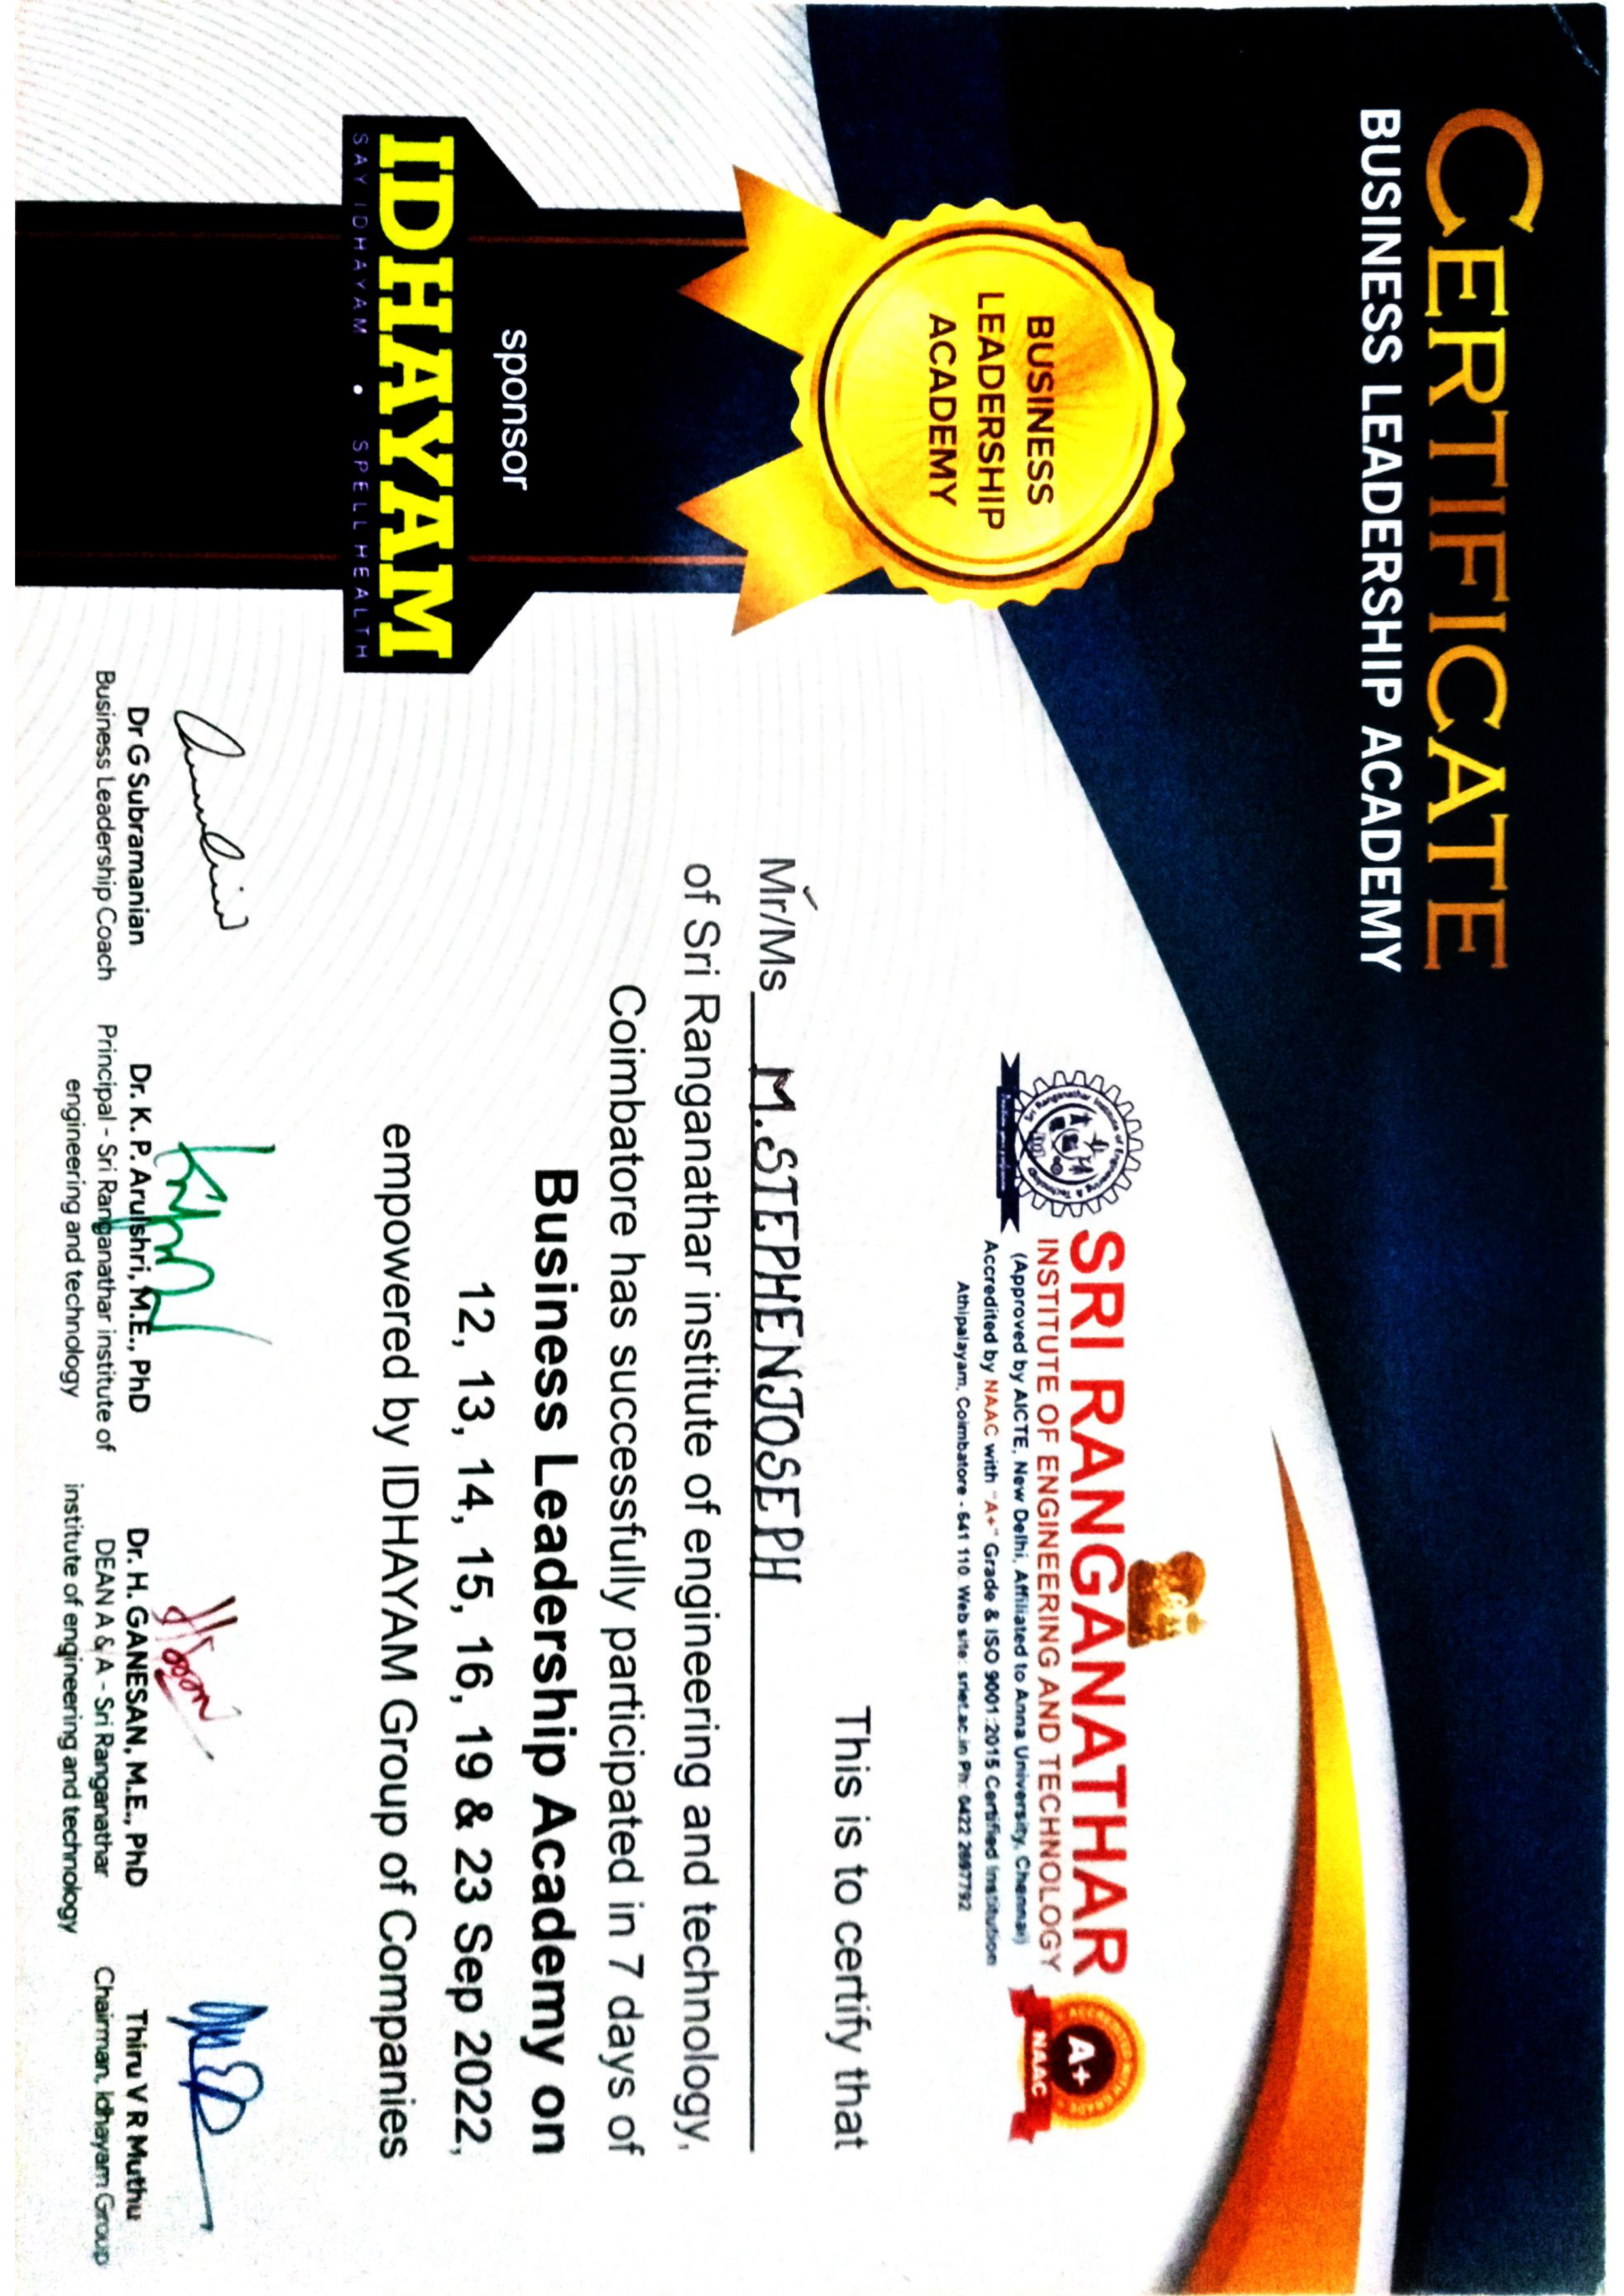 CERTIFICATE
BUSINESS LEADERSHIP ACADEMY
BUSINESS
LEADERSHIP
ACADEMY
SRI RANGANATHAR
INSTITUTE OF ENGINEERING AND TECHNOLOGY
(Approved by AICTE, New Delhi, Affiliated to Anna University, Chennai)
Accredited by NAAC with "A+" Grade & ISO 9001:2015 Certified Institution
Athipalayam, Coimbatore - 641 110. Web site: sriet.ac.in Ph: 0422 2697792
A+
NAAC
This is to certify that
Mr/Ms M. STEPHENJOSEPH
of Sri Ranganathar institute of engineering and technology,
Coimbatore has successfully participated in 7 days of
Business Leadership Academy on
12, 13, 14, 15, 16, 19 & 23 Sep 2022,
empowered by IDHAYAM Group of Companies
sponsor
IDHAYAM
SAY IDHAYAM • SPELL HEALTH
Dr G Subramanian
Business Leadership Coach
Dr. K. P. Arulshri, M.E., PhD
Principal - Sri Ranganathar institute of
engineering and technology
Dr. H. GANESAN, M.E., PhD
DEAN A & A - Sri Ranganathar
institute of engineering and technology
Thiru V R Muthu
Chairman, Idhayam Group